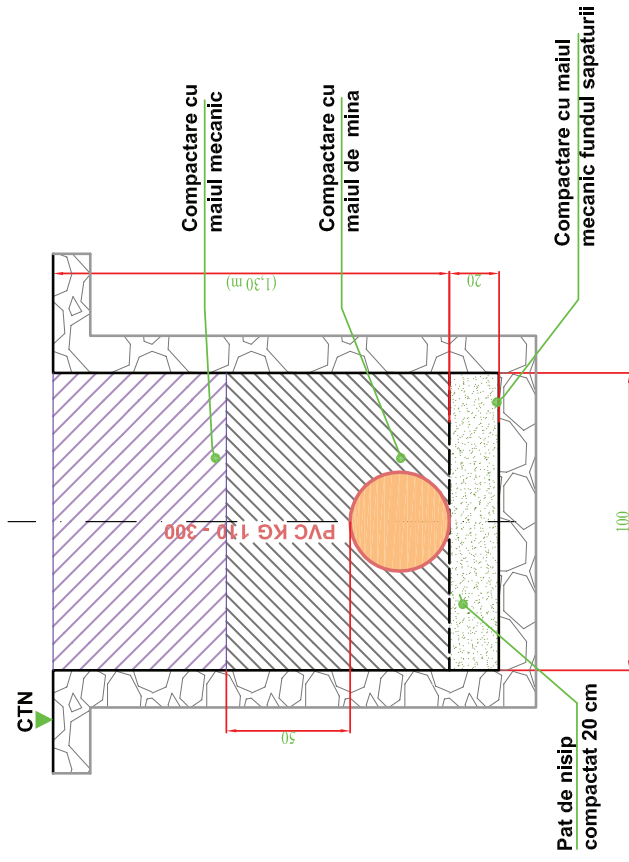 CTN
Compactare cu
maiul mecanic
Compactare cu
maiul de mina
Compactare cu maiul
mecanic fundul sapaturii
Pat de nisip
compactat 20 cm
PVC KG 110 - 300
(1,30 m)
20
50
100